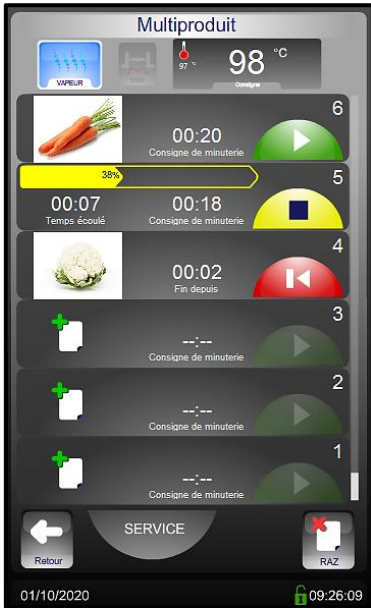 Multiproduit
VAPEUR
97 °C
98 °C
Consigne
6
00:20
Consigne de minuterie
38%
5
00:07
Temps écoulé
00:18
Consigne de minuterie
4
00:02
Fin depuis
3
--:--
Consigne de minuterie
2
--:--
Consigne de minuterie
1
--:--
Consigne de minuterie
SERVICE
Retour
RAZ
01/10/2020
09:26:09